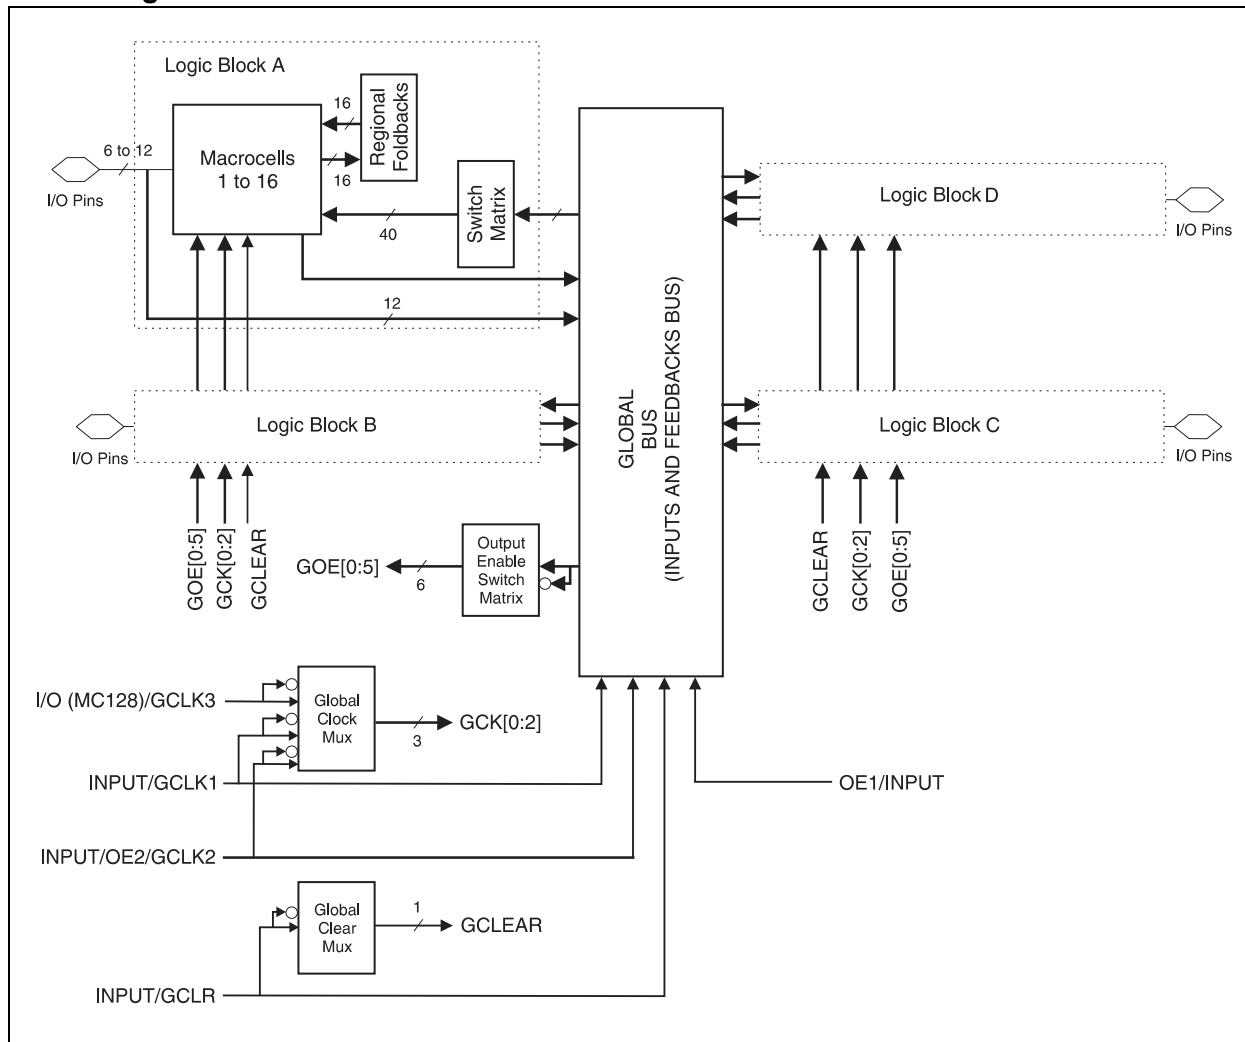 Logic Block A
16
Regional
Foldbacks
Macrocells
1 to 16
16
6 to 12
I/O Pins
Switch
Matrix
40
12
Logic Block D
I/O Pins
GLOBAL
BUS
(INPUTS AND FEEDBACKS BUS)
Logic Block B
I/O Pins
Logic Block C
I/O Pins
GOE[0:5]
GCK[0:2]
GCLEAR
GCLEAR
GCK[0:2]
GOE[0:5]
GOE[0:5]
6
Output
Enable
Switch
Matrix
I/O (MC128)/GCLK3
Global
Clock
Mux
3
GCK[0:2]
INPUT/GCLK1
OE1/INPUT
INPUT/OE2/GCLK2
Global
Clear
Mux
1
GCLEAR
INPUT/GCLR